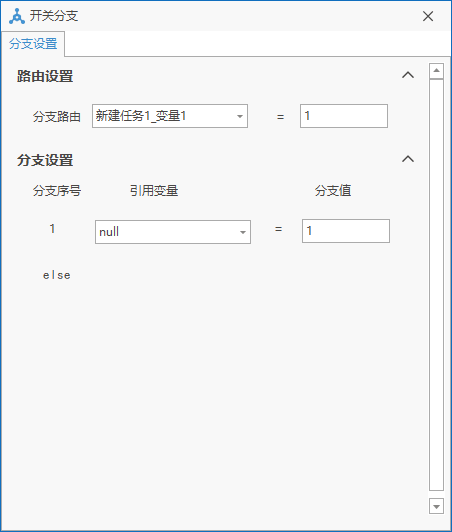 开关分支
分支设置
路由设置
分支路由 新建任务1_变量1 = 1
分支设置
分支序号 引用变量 分支值
1 null = 1
else